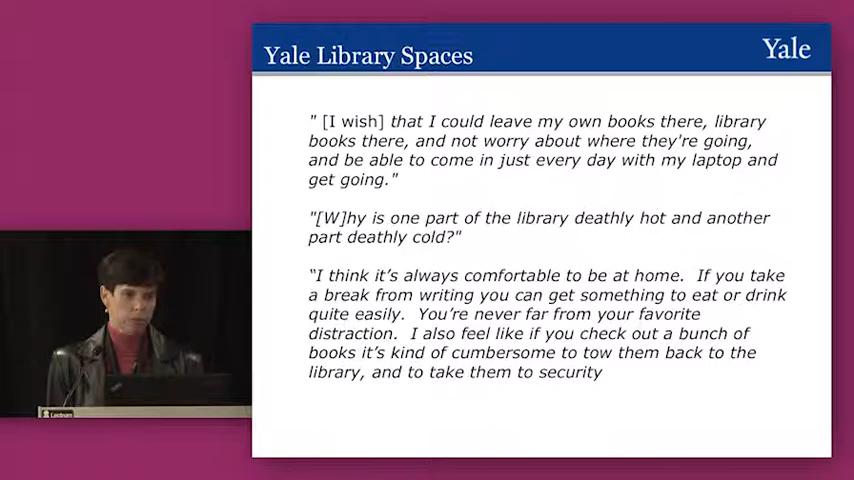 Yale Library Spaces
Yale
" [I wish] that I could leave my own books there, library
books there, and not worry about where they're going,
and be able to come in just every day with my laptop and
get going."
"[W]hy is one part of the library deathly hot and another
part deathly cold?"
“I think it’s always comfortable to be at home.  If you take
a break from writing you can get something to eat or drink
quite easily.  You’re never far from your favorite
distraction.  I also feel like if you check out a bunch of
books it’s kind of cumbersome to tow them back to the
library, and to take them to security